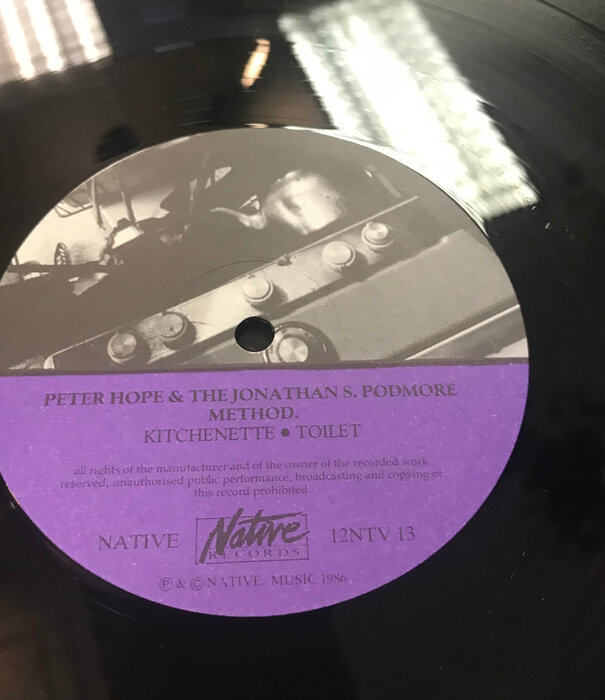 PETER HOPE & THE JONATHAN S. PODMORE
METHOD.
KITCHENETTE ● TOILET
all rights of the manufacturer and of the owner of the recorded work
reserved, unauthorised public performance, broadcasting and copying of
this record prohibited
NATIVE Native RECORDS 12NTV 13
Ⓟ & © NATIVE MUSIC 1986